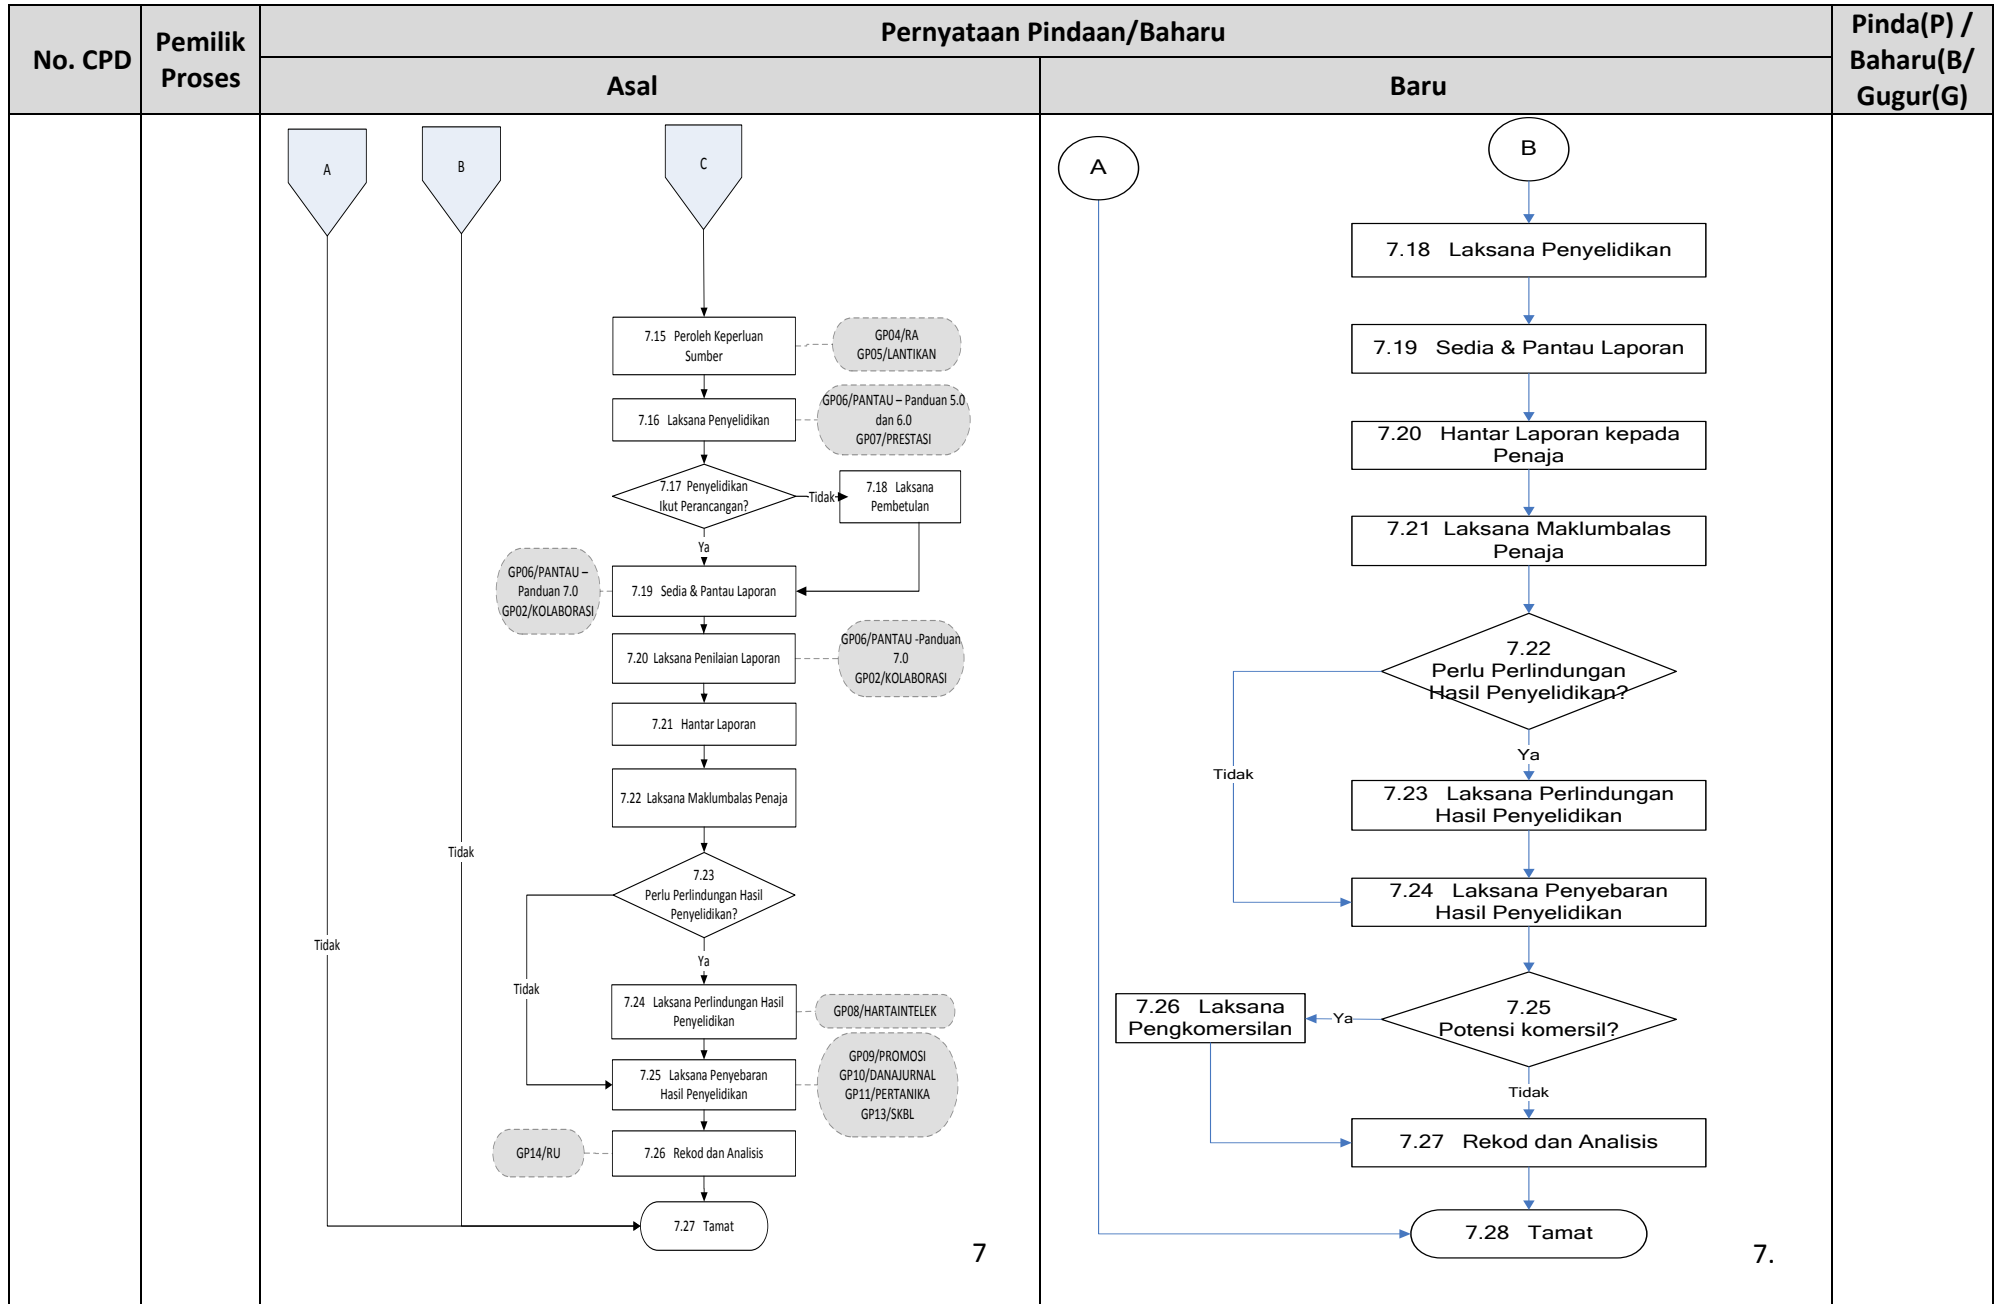 No. CPD
Pemilik
Proses
Pernyataan Pindaan/Baharu
Pinda(P) /
Baharu(B/
Gugur(G)
Asal
Baru
A
B
C
7.15 Peroleh Keperluan
Sumber
GP04/RA
GP05/LANTIKAN
7.16 Laksana Penyelidikan
GP06/PANTAU – Panduan 5.0
dan 6.0
GP07/PRESTASI
7.17 Penyelidikan
Ikut Perancangan?
Tidak
7.18 Laksana
Pembetulan
Ya
GP06/PANTAU –
Panduan 7.0
GP02/KOLABORASI
7.19 Sedia & Pantau Laporan
7.20 Laksana Penilaian Laporan
GP06/PANTAU -Panduan
7.0
GP02/KOLABORASI
7.21 Hantar Laporan
7.22 Laksana Maklumbalas Penaja
Tidak
7.23
Perlu Perlindungan Hasil
Penyelidikan?
Tidak
Ya
Tidak
7.24 Laksana Perlindungan Hasil
Penyelidikan
GP08/HARTAINTELEK
7.25 Laksana Penyebaran
Hasil Penyelidikan
GP09/PROMOSI
GP10/DANAJURNAL
GP11/PERTANIKA
GP13/SKBL
GP14/RU
7.26 Rekod dan Analisis
7.27 Tamat
7
A
B
7.18 Laksana Penyelidikan
7.19 Sedia & Pantau Laporan
7.20 Hantar Laporan kepada
Penaja
7.21 Laksana Maklumbalas
Penaja
7.22
Perlu Perlindungan
Hasil Penyelidikan?
Ya
Tidak
7.23 Laksana Perlindungan
Hasil Penyelidikan
7.24 Laksana Penyebaran
Hasil Penyelidikan
7.25
Potensi komersil?
Ya
7.26 Laksana
Pengkomersilan
Tidak
7.27 Rekod dan Analisis
7.28 Tamat
7.